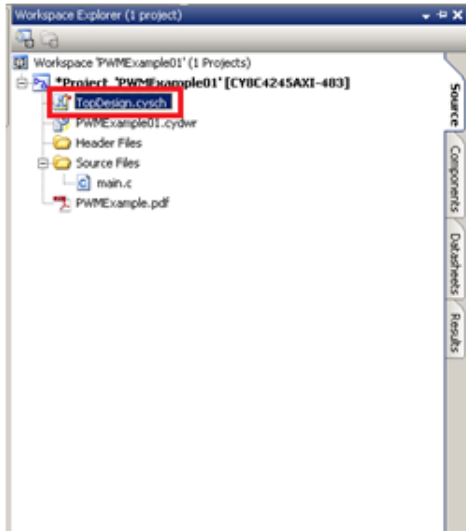 Workspace Explorer (1 project)
Workspace 'PWMExample01' (1 Projects)
*Project 'PWMExample01' [CY8C4245AXI-483]
TopDesign.cysch
PWMExample01.cydwr
Header Files
Source Files
main.c
PWMExample.pdf
Source
Components
Datasheets
Results